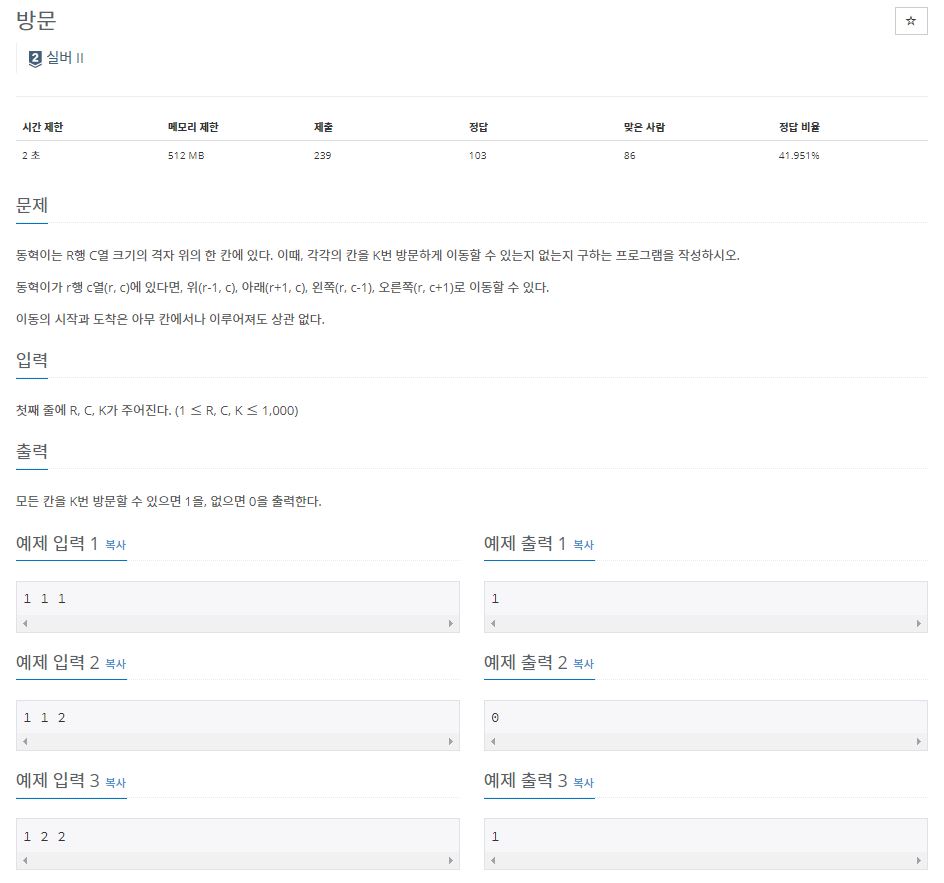 방문
☆
2 실버 II
시간 제한 메모리 제한 제출 정답 맞은 사람 정답 비율
2 초 512 MB 239 103 86 41.951%
문제
동혁이는 R행 C열 크기의 격자 위의 한 칸에 있다. 이때, 각각의 칸을 K번 방문하게 이동할 수 있는지 없는지 구하는 프로그램을 작성하시오.
동혁이가 r행 c열(r, c)에 있다면, 위(r-1, c), 아래(r+1, c), 왼쪽(r, c-1), 오른쪽(r, c+1)로 이동할 수 있다.
이동의 시작과 도착은 아무 칸에서나 이루어져도 상관 없다.
입력
첫째 줄에 R, C, K가 주어진다. (1 ≤ R, C, K ≤ 1,000)
출력
모든 칸을 K번 방문할 수 있으면 1을, 없으면 0을 출력한다.
예제 입력 1 복사
1 1 1
예제 출력 1 복사
1
예제 입력 2 복사
1 1 2
예제 출력 2 복사
0
예제 입력 3 복사
1 2 2
예제 출력 3 복사
1